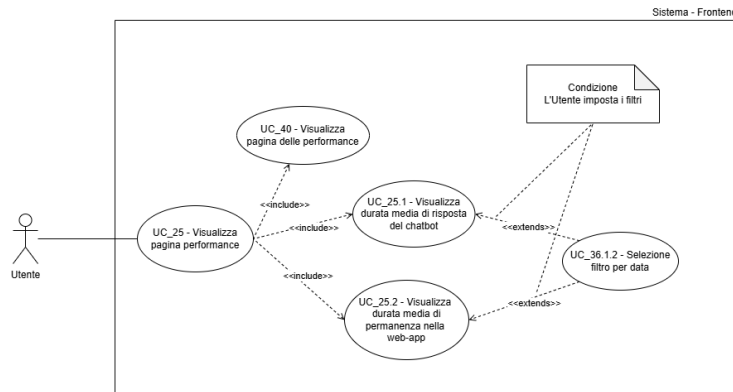 Sistema - Frontend
Condizione
L'Utente imposta i filtri
UC_40 - Visualizza
pagina delle performance
<<include>>
UC_25.1 - Visualizza
durata media di risposta
del chatbot
UC_25 - Visualizza
pagina performance
<<include>>
<<extends>>
UC_36.1.2 - Selezione
filtro per data
Utente
<<include>>
UC_25.2 - Visualizza
durata media di
permanenza nella
web-app
<<extends>>